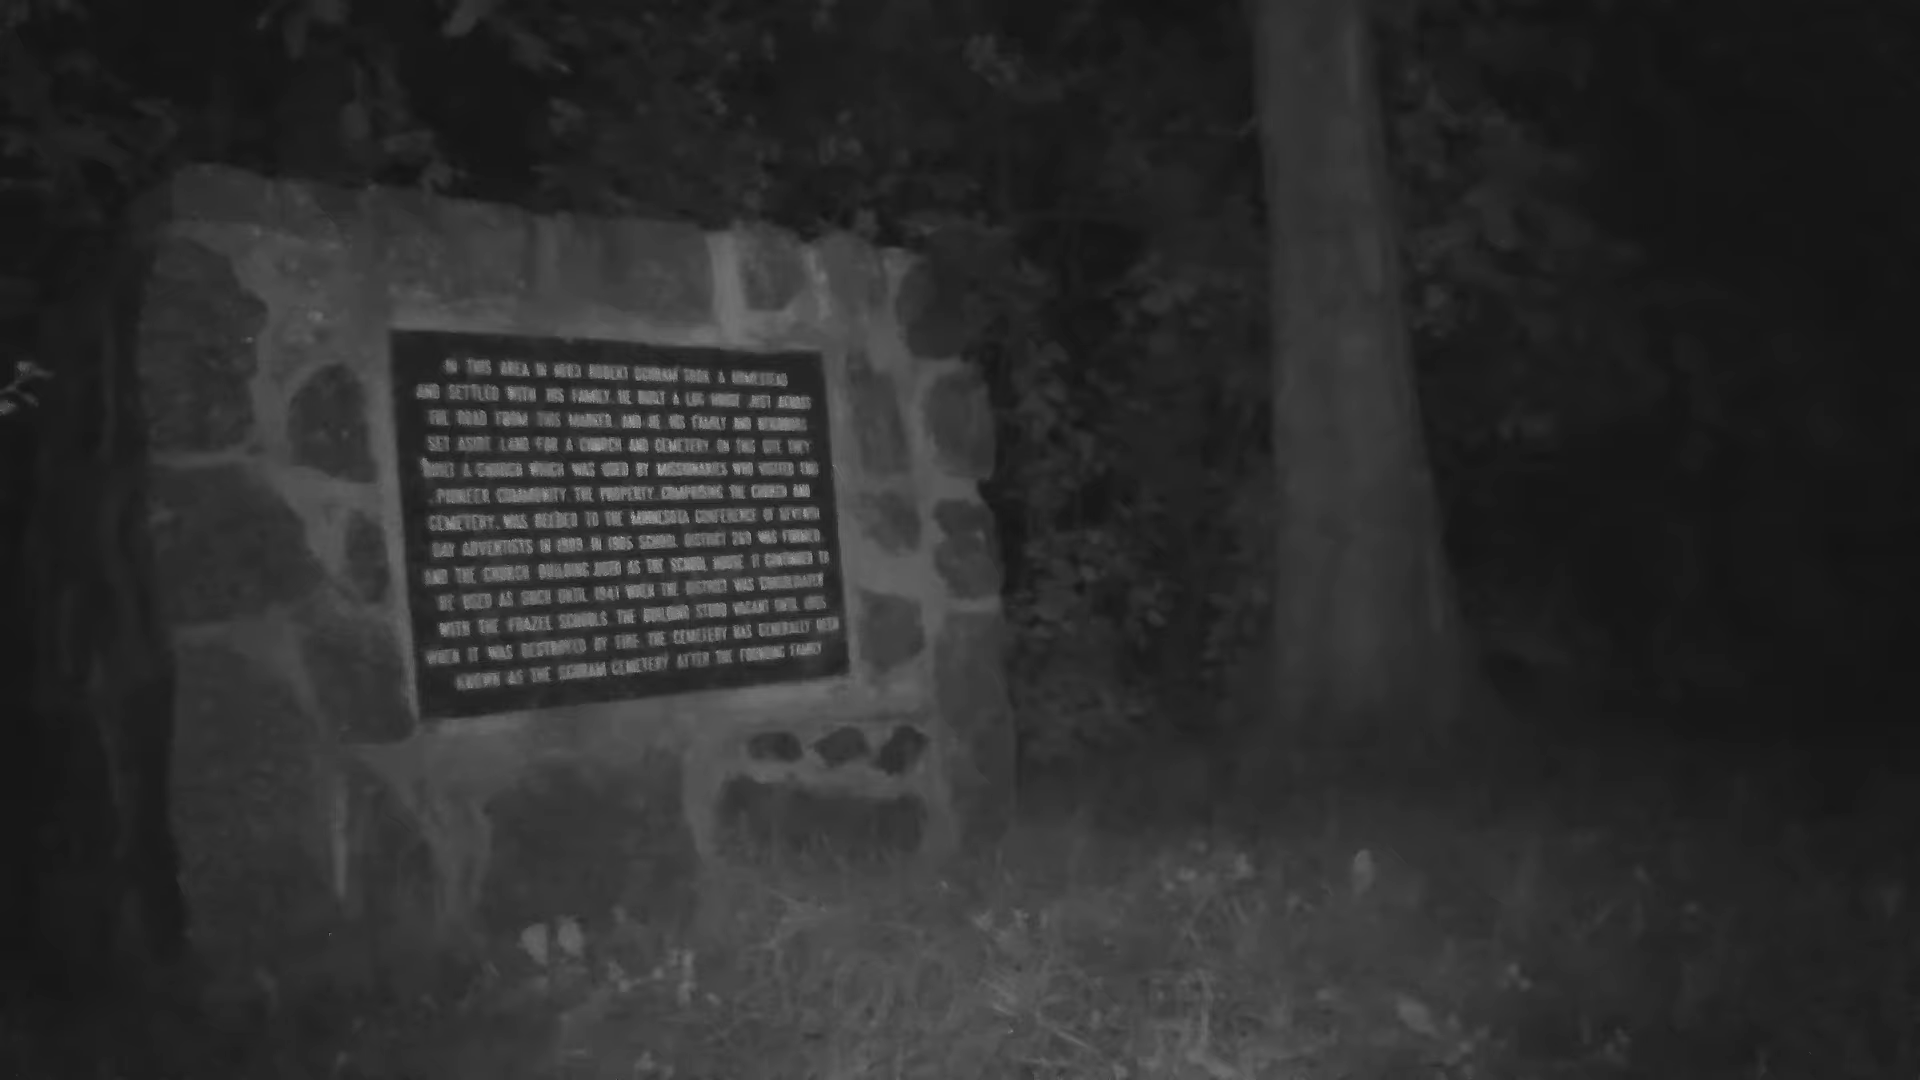 IN THIS AREA IN ROBERT SCHRAM TOOK A HOMESTEAD
AND SETTLED WITH HIS FAMILY. HE BUILT A LOG HOUSE JUST ACROSS
THE ROAD FROM THIS MARKER. AND HE, HIS FAMILY AND NEIGHBORS
SET ASIDE LAND FOR A CHURCH AND CEMETERY. ON THIS SITE THEY
BUILT A CHURCH WHICH WAS USED BY MISSIONARIES WHO VISITED THE
PIONEER COMMUNITY. THE PROPERTY, COMPRISING THE CHURCH AND
CEMETERY, WAS DEEDED TO THE MINNESOTA CONFERENCE OF SEVENTH
DAY ADVENTISTS IN IN SCHOOL DISTRICT WAS FORMED
AND THE CHURCH BUILDING USED AS THE SCHOOL HOUSE. IT CONTINUED TO
BE USED AS SUCH UNTIL 1941 WHEN THE DISTRICT WAS CONSOLIDATED
WITH THE FRAZEE SCHOOLS. THE BUILDING STOOD VACANT UNTIL
WHEN IT WAS DESTROYED BY FIRE. THE CEMETERY HAS GENERALLY BEEN
KNOWN AS THE SCHRAM CEMETERY AFTER THE FOUNDING FAMILY